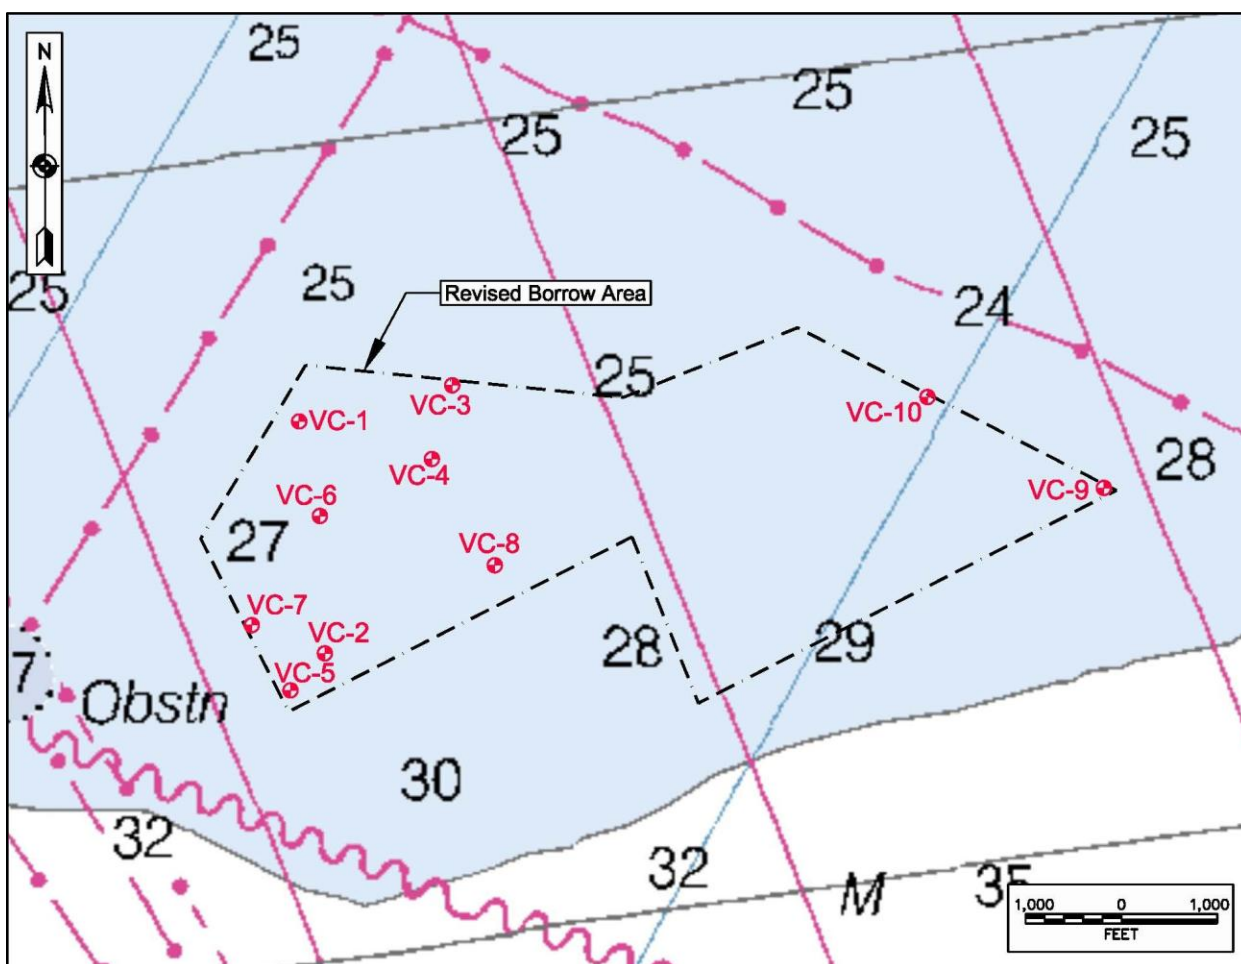 25
N
25
25
25
25
25
24
Revised Borrow Area
25
VC-3
VC-10
VC-1
28
VC-4
VC-9
VC-6
27
VC-8
VC-7
VC-2
28
29
7
VC-5
Obstn
30
32
32
M
35
1,000 0 1,000
FEET